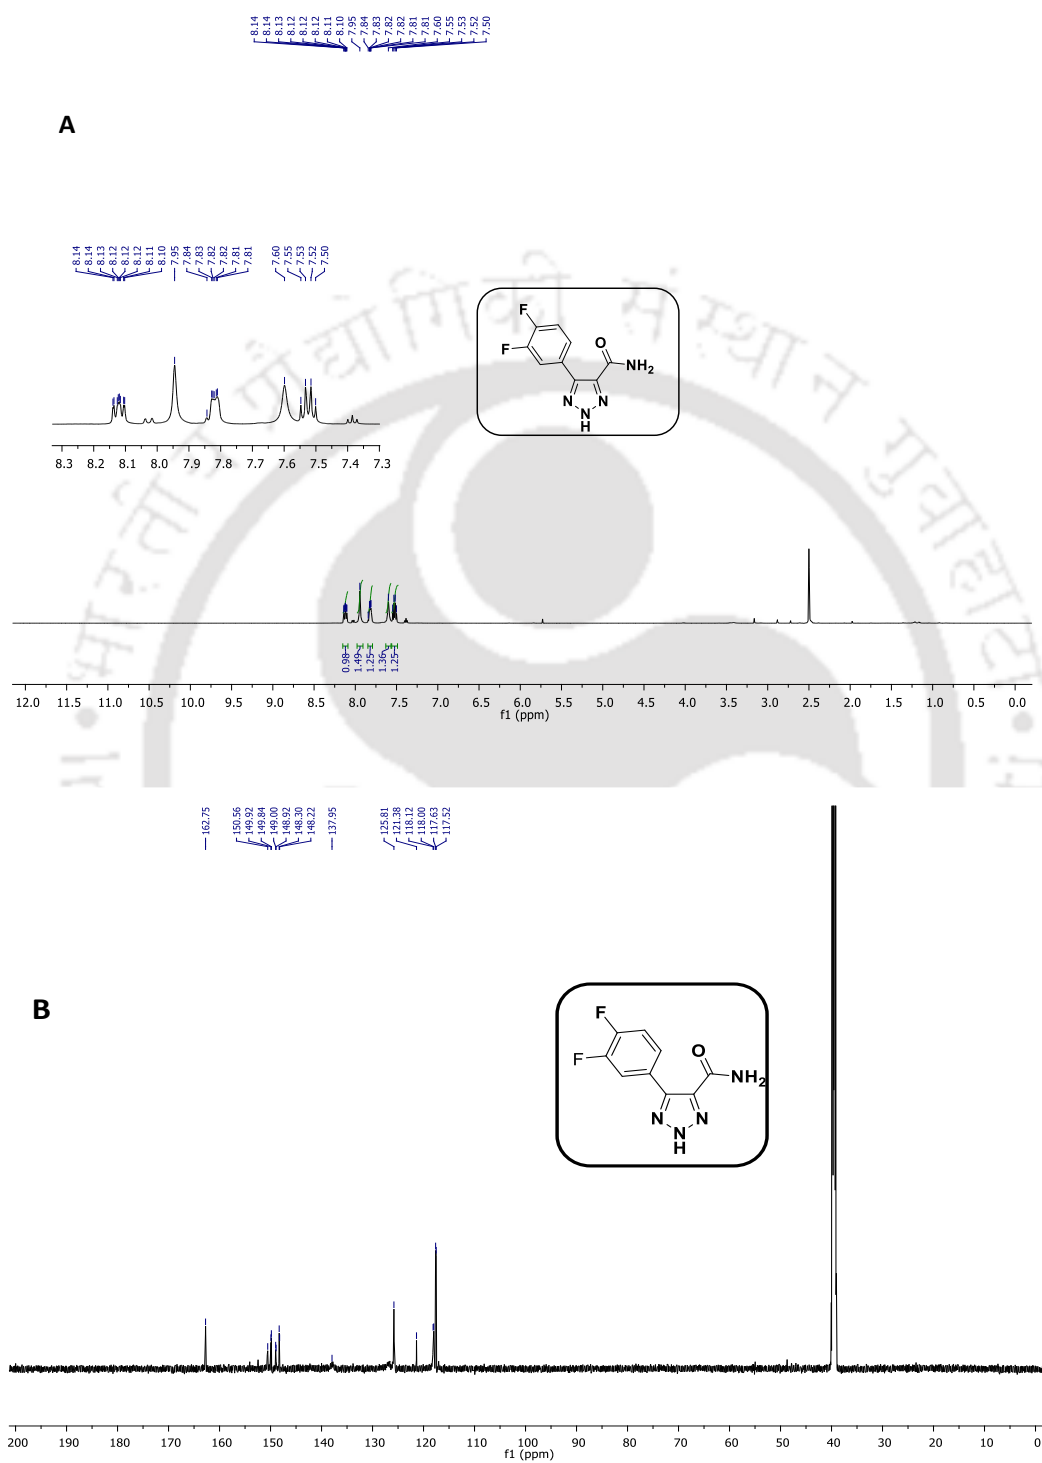 8.14 8.14 8.13 8.12 8.12 8.12 8.11 8.10 7.95 7.84 7.83 7.82 7.82 7.81 7.81 7.60 7.55 7.53 7.52 7.50
A
8.14 8.14 8.13 8.12 8.12 8.12 8.11 8.10 7.95 7.84 7.83 7.82 7.82 7.81 7.81 7.60 7.55 7.53 7.52 7.50
F
F
O
NH2
N N
N
H
8.3 8.2 8.1 8.0 7.9 7.8 7.7 7.6 7.5 7.4 7.3
0.98 1.49 1.25 1.36 1.25
12.0 11.5 11.0 10.5 10.0 9.5 9.0 8.5 8.0 7.5 7.0 6.5 6.0 5.5 5.0 4.5 4.0 3.5 3.0 2.5 2.0 1.5 1.0 0.5 0.0
f1 (ppm)
162.75 150.56 149.92 149.84 149.00 148.92 148.30 148.22 137.95 125.81 121.38 118.12 118.00 117.63 117.52
B
F
F
O
NH2
N N
N
H
200 190 180 170 160 150 140 130 120 110 100 90 80 70 60 50 40 30 20 10 0
f1 (ppm)